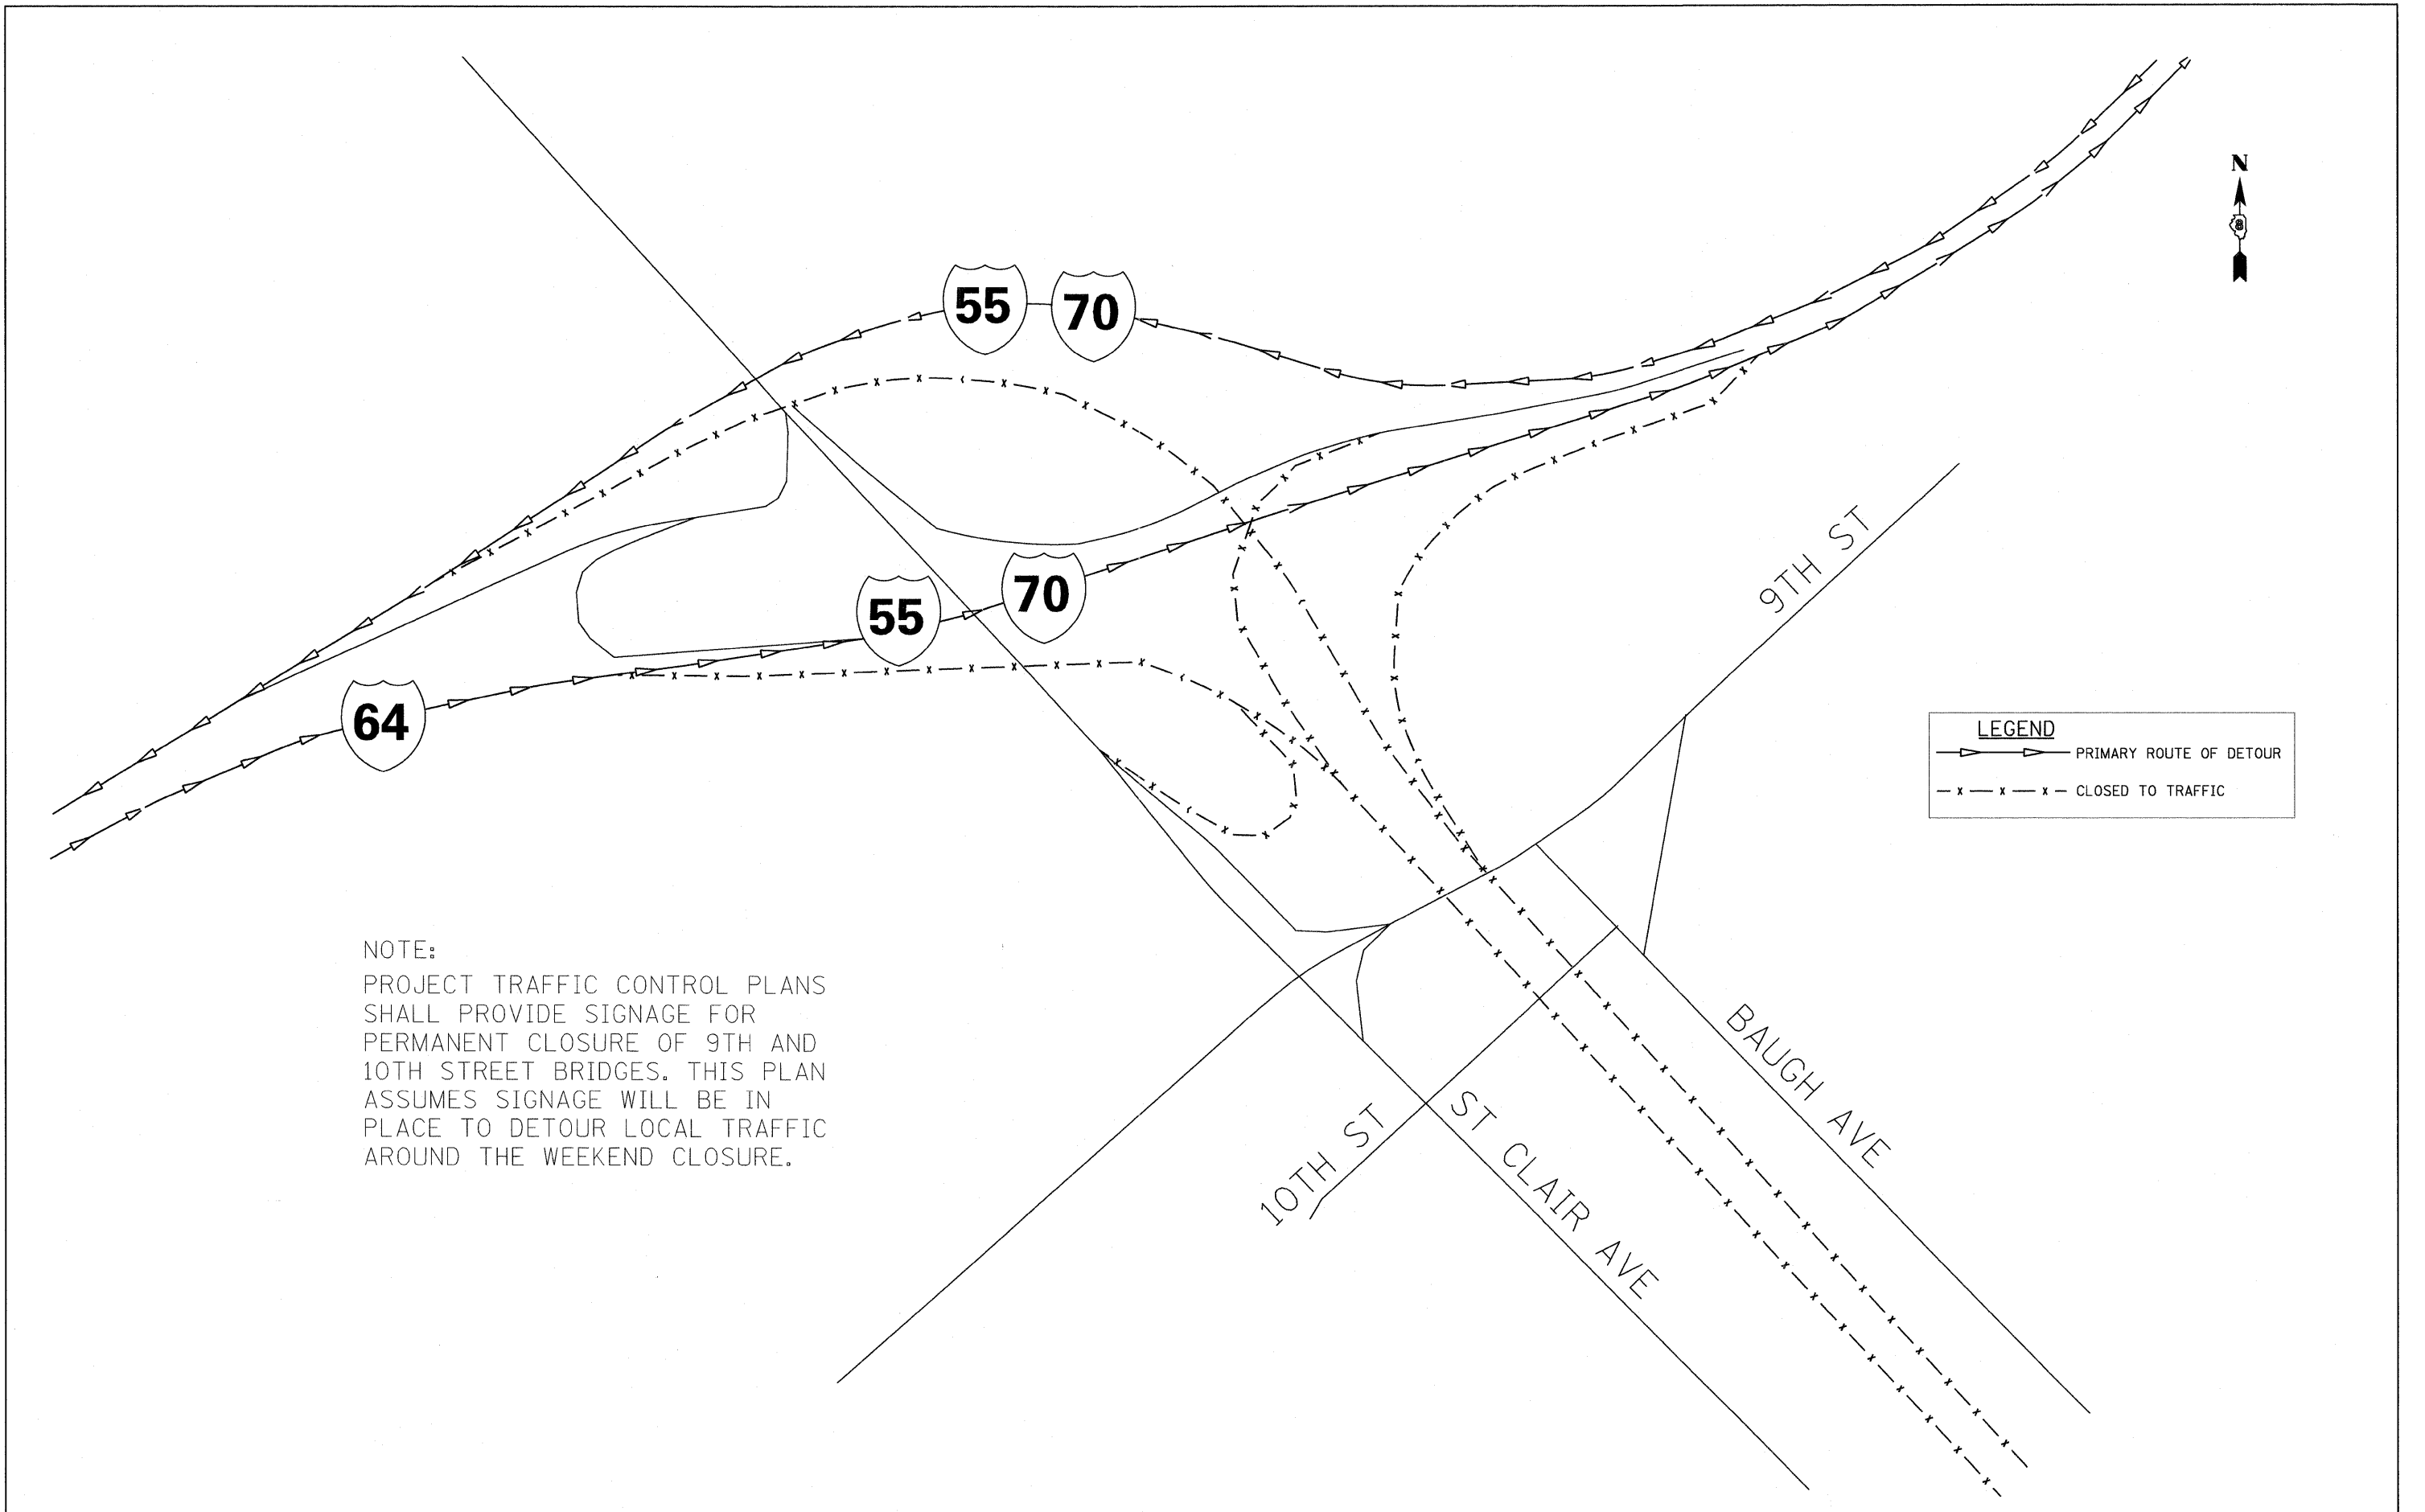 N
8
55
70
55
70
64
9TH ST
LEGEND
PRIMARY ROUTE OF DETOUR
- x — x — x - CLOSED TO TRAFFIC
NOTE:
PROJECT TRAFFIC CONTROL PLANS
SHALL PROVIDE SIGNAGE FOR
PERMANENT CLOSURE OF 9TH AND
10TH STREET BRIDGES. THIS PLAN
ASSUMES SIGNAGE WILL BE IN
PLACE TO DETOUR LOCAL TRAFFIC
AROUND THE WEEKEND CLOSURE.
BAUGH AVE
10TH ST
ST CLAIR AVE